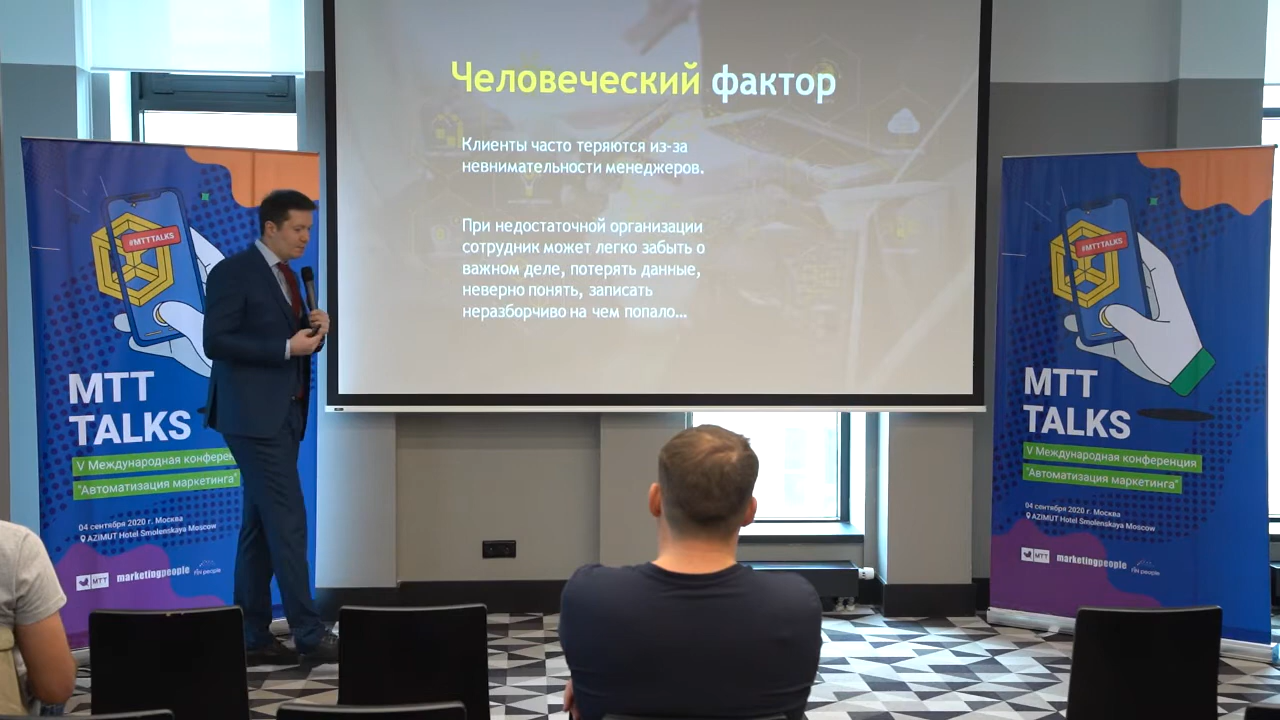 Человеческий фактор
Клиенты часто теряются из-за
невнимательности менеджеров.
При недостаточной организации
сотрудник может легко забыть о
важном деле, потерять данные,
неверно понять, записать
неразборчиво на чем попало...
#MTTTALKS
MTT
TALKS
V Международная
"Автоматизация маркетинга"
04 сентября 2020 г. Москва
AZIMUT Hotel Smolenskaya Moscow
MTT
marketingpeople
people
#MTTTALKS
MTT
TALKS
V Международная конференция
"Автоматизация маркетинга"
04 сентября 2020 г. Москва
AZIMUT Hotel Smolenskaya Moscow
MTT
marketingpeople
people